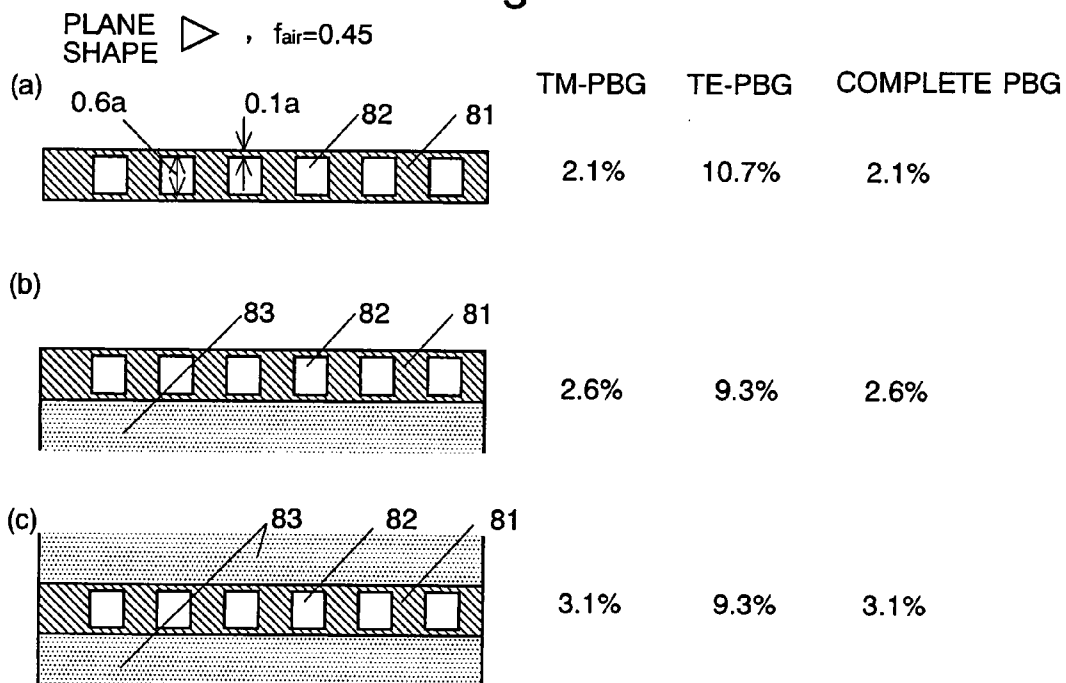 PLANE SHAPE , fair=0.45
(a) TM-PBG TE-PBG COMPLETE PBG
0.6a 0.1a 82 81
2.1% 10.7% 2.1%
(b)
83 82 81
2.6% 9.3% 2.6%
(c) 83 82 81
3.1% 9.3% 3.1%